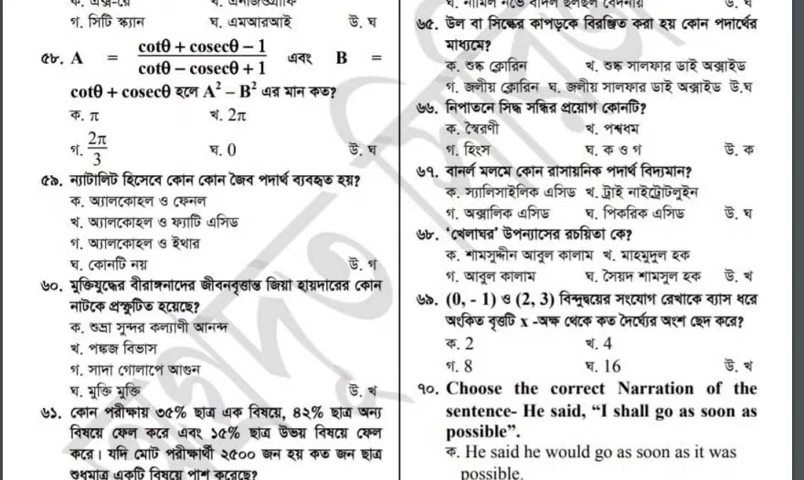 গ. সিটি স্ক্যান ঘ. এমআরআই উ. ঘ
৫৮. A = cotθ + cosecθ − 1 / cotθ − cosecθ + 1 এবং B =
cotθ + cosecθ হলে A² − B² এর মান কত?
ক. π খ. 2π
গ. 2π/3 ঘ. 0 উ. ঘ
৫৯. ন্যাটালিট হিসেবে কোন কোন জৈব পদার্থ ব্যবহৃত হয়?
ক. অ্যালকোহল ও ফেনল
খ. অ্যালকোহল ও ফ্যাটি এসিড
গ. অ্যালকোহল ও ইথার
ঘ. কোনটি নয় উ. গ
৬০. মুক্তিযুদ্ধের বীরাঙ্গনাদের জীবনবৃত্তান্ত জিয়া হায়দারের কোন
নাটকে প্রস্ফুটিত হয়েছে?
ক. শুভ্রা সুন্দর কল্যাণী আনন্দ
খ. পঙ্কজ বিভাস
গ. সাদা গোলাপে আগুন
ঘ. মুক্তি মুক্তি উ. খ
৬১. কোন পরীক্ষায় ৩৫% ছাত্র এক বিষয়ে, ৪২% ছাত্র অন্য
বিষয়ে ফেল করে এবং ১৫% ছাত্র উভয় বিষয়ে ফেল
করে। যদি মোট পরীক্ষার্থী ২৫০০ জন হয় কত জন ছাত্র
শুধুমাত্র একটি বিষয়ে পাশ করেছে?
৬৫. উল বা সিল্কের কাপড়কে বিরঞ্জিত করা হয় কোন পদার্থের
মাধ্যমে?
ক. শুষ্ক ক্লোরিন খ. শুষ্ক সালফার ডাই অক্সাইড
গ. জলীয় ক্লোরিন ঘ. জলীয় সালফার ডাই অক্সাইড উ.ঘ
৬৬. নিপাতনে সিদ্ধ সন্ধির প্রয়োগ কোনটি?
ক. স্বৈরণী খ. পশ্বধম
গ. হিংস ঘ. ক ও গ উ. ক
৬৭. বার্নল মলমে কোন রাসায়নিক পদার্থ বিদ্যমান?
ক. স্যালিসাইলিক এসিড খ. ট্রাই নাইট্রোটলুইন
গ. অক্সালিক এসিড ঘ. পিকরিক এসিড উ. ঘ
৬৮. ‘খেলাঘর’ উপন্যাসের রচয়িতা কে?
ক. শামসুদ্দীন আবুল কালাম খ. মাহমুদুল হক
গ. আবুল কালাম ঘ. সৈয়দ শামসুল হক উ. খ
৬৯. (0, - 1) ও (2, 3) বিন্দুদ্বয়ের সংযোগ রেখাকে ব্যাস ধরে
অংকিত বৃত্তটি x -অক্ষ থেকে কত দৈর্ঘ্যের অংশ ছেদ করে?
ক. 2 খ. 4
গ. 8 ঘ. 16 উ. খ
৭০. Choose the correct Narration of the
sentence- He said, “I shall go as soon as
possible”.
ক. He said he would go as soon as it was
possible.